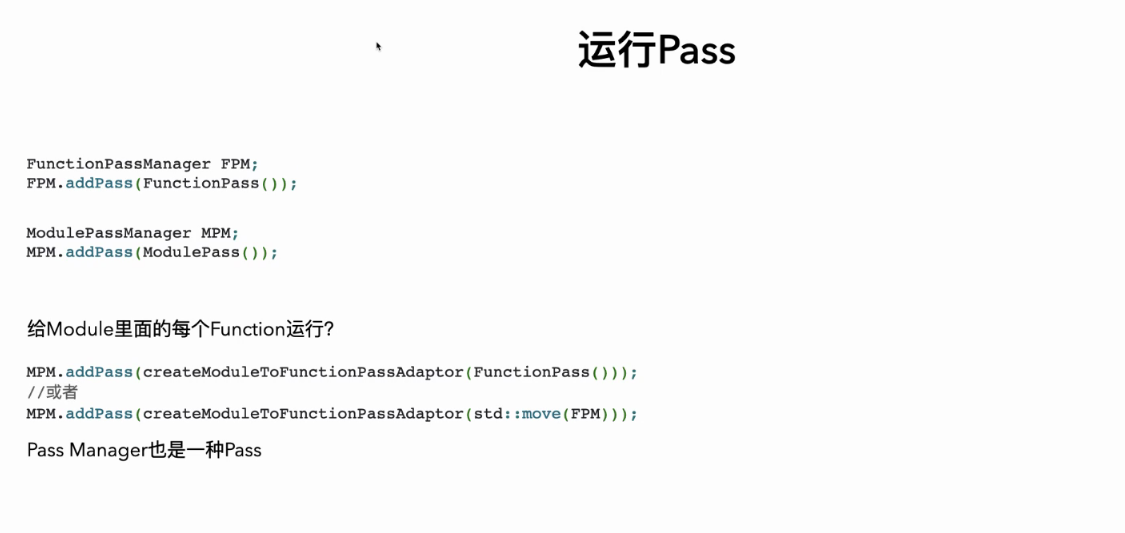 运行Pass
FunctionPassManager FPM;
FPM.addPass(FunctionPass());
ModulePassManager MPM;
MPM.addPass(ModulePass());
给Module里面的每个Function运行?
MPM.addPass(createModuleToFunctionPassAdaptor(FunctionPass()));
//或者
MPM.addPass(createModuleToFunctionPassAdaptor(std::move(FPM)));
Pass Manager也是一种Pass